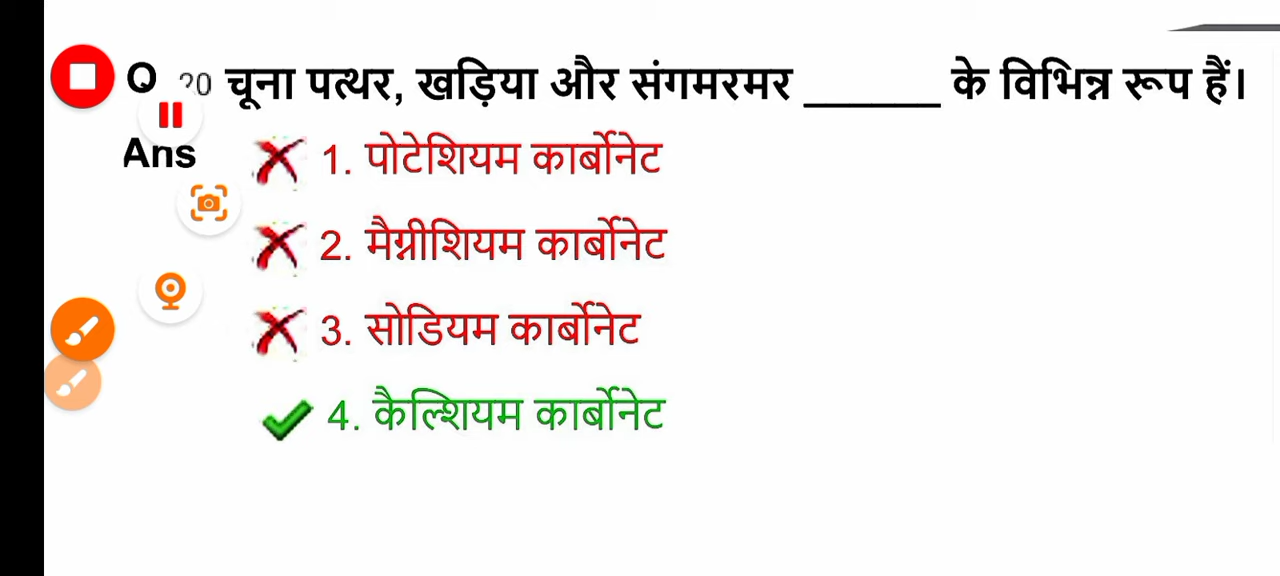 Q 20 चूना पत्थर, खड़िया और संगमरमर ______ के विभिन्न रूप हैं।
Ans
1. पोटेशियम कार्बोनेट
2. मैग्नीशियम कार्बोनेट
3. सोडियम कार्बोनेट
4. कैल्शियम कार्बोनेट